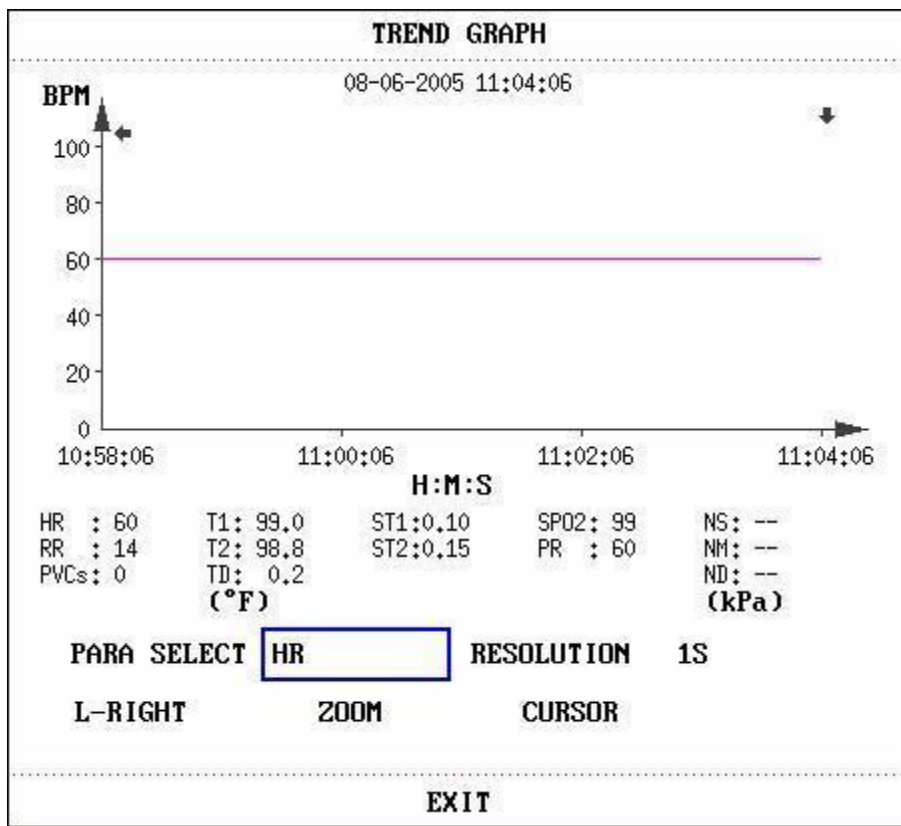 TREND GRAPH
08-06-2005 11:04:06
BPM
100
80
60
40
20
0
10:58:06 11:00:06 11:02:06 11:04:06
H:M:S
HR : 60 T1: 99.0 ST1:0.10 SPO2: 99 NS: --
RR : 14 T2: 98.8 ST2:0.15 PR : 60 NM: --
PVCs: 0 TD: 0.2 ND: --
(°F) (kPa)
PARA SELECT HR RESOLUTION 1S
L-RIGHT ZOOM CURSOR
EXIT